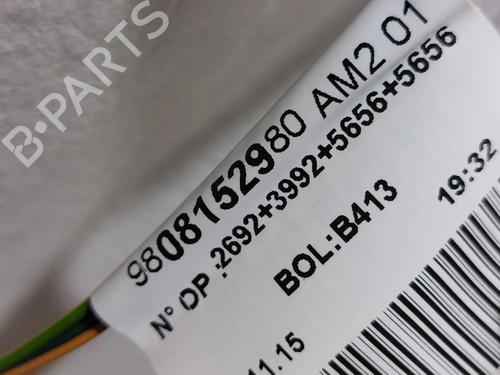 B-PARTS
9808152980 AM2 01
N° OP :2692+3992+5656+5656
BOL:B413
19:32
11.15